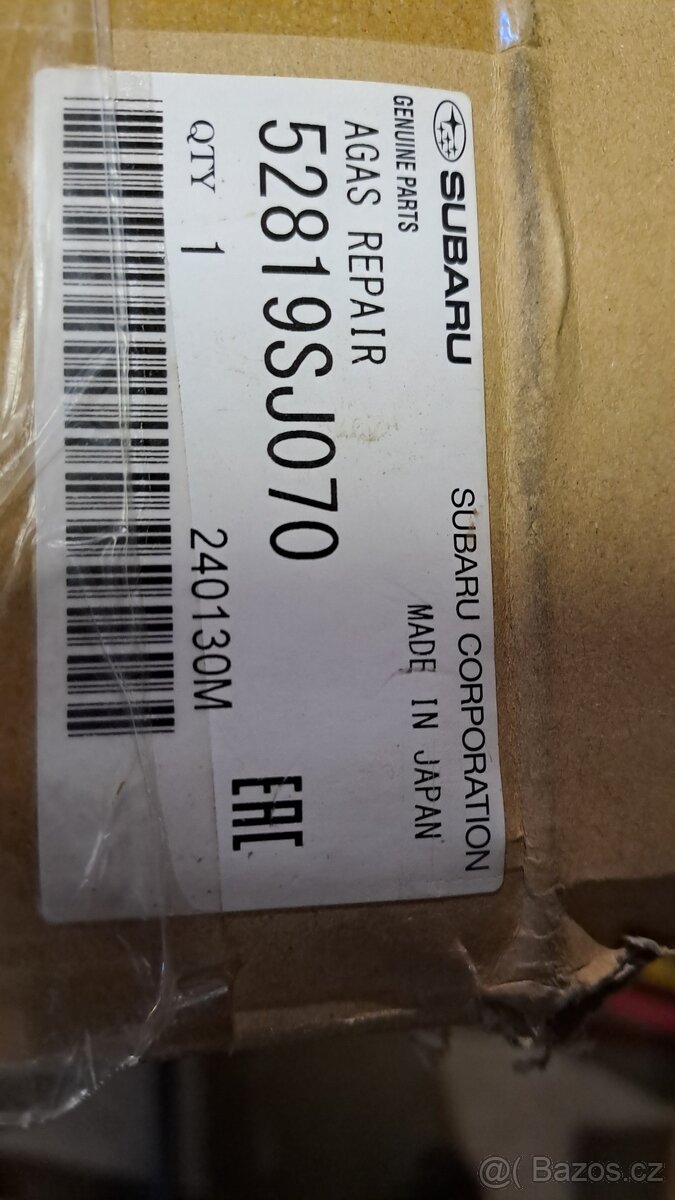 SUBARU
SUBARU CORPORATION
GENUINE PARTS
MADE IN JAPAN
AGAS REPAIR
52819SJ070
EAC
QTY 1
240130M
@( Bazos.cz